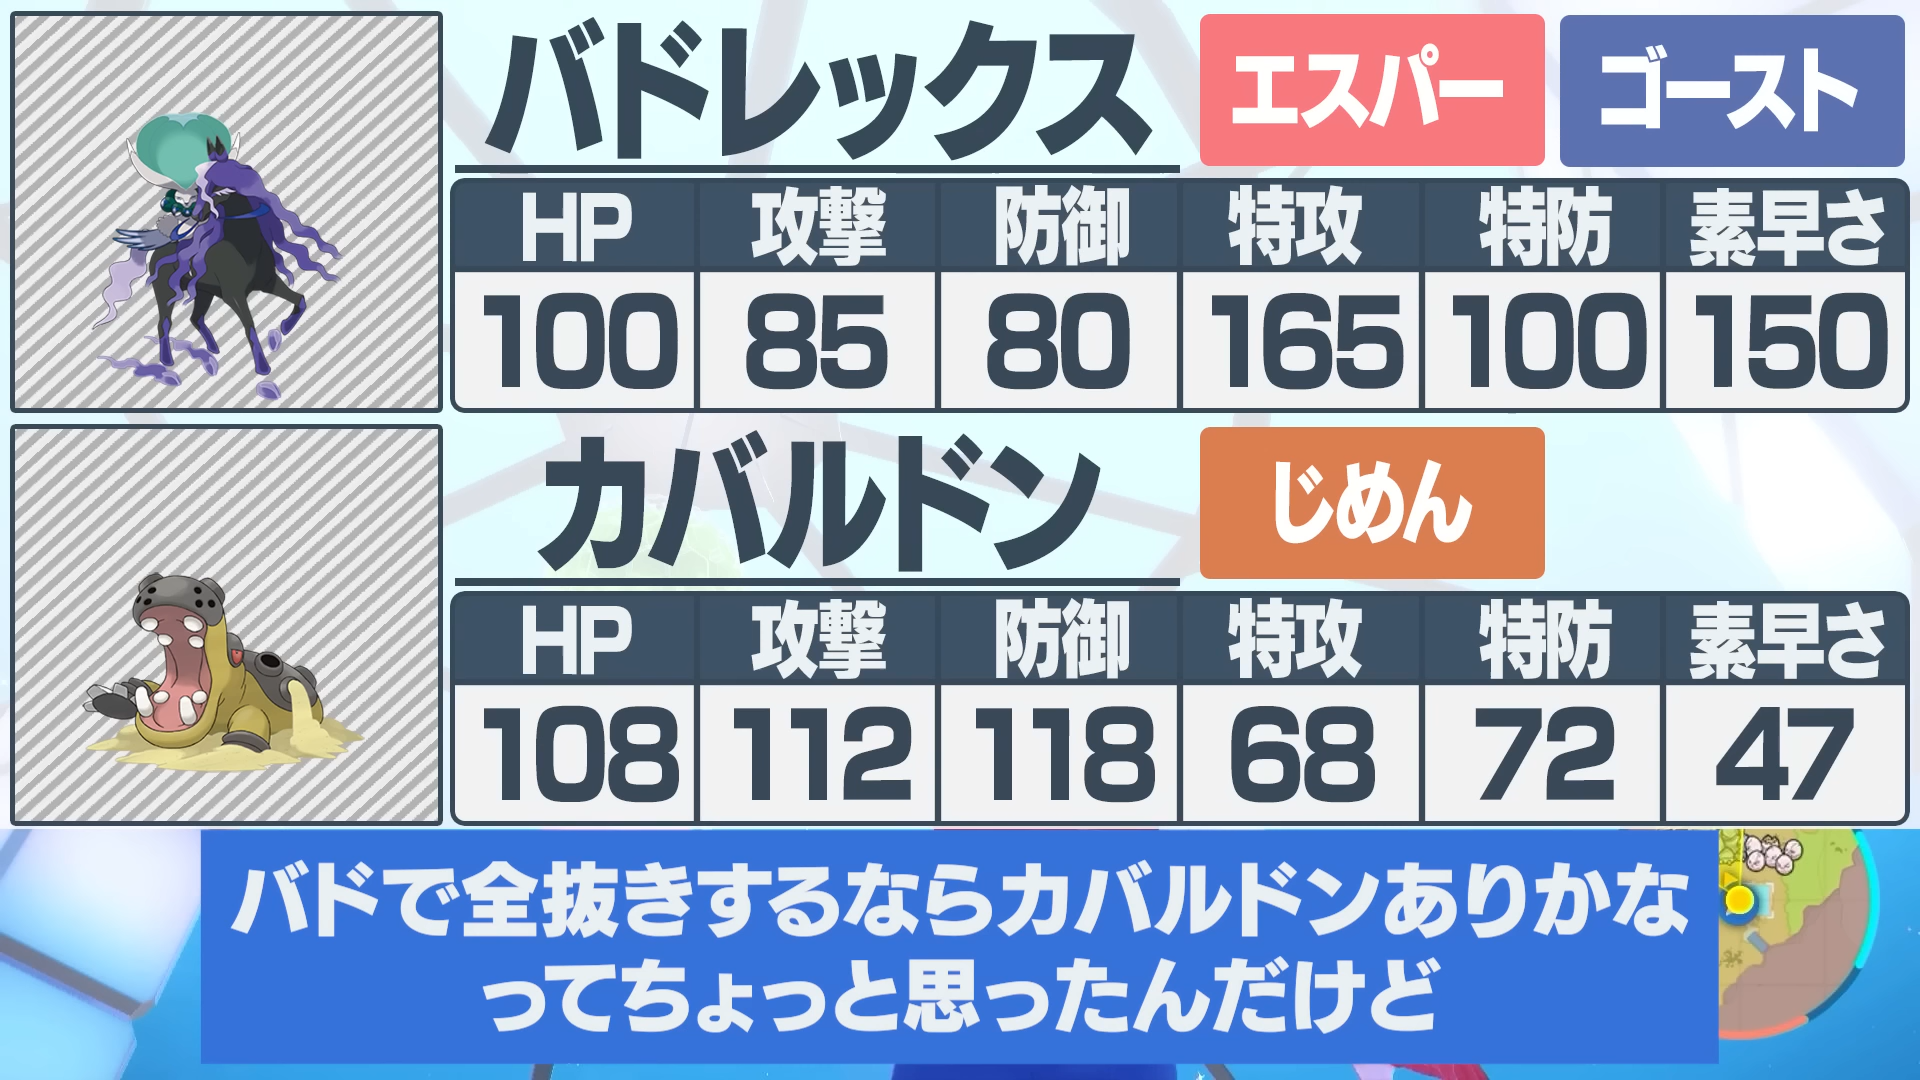 バドレックス エスパー ゴースト
HP 攻撃 防御 特攻 特防 素早さ
100 85 80 165 100 150
カバルドン じめん
HP 攻撃 防御 特攻 特防 素早さ
108 112 118 68 72 47
バドで全抜きするならカバルドンありかな
ってちょっと思ったんだけど